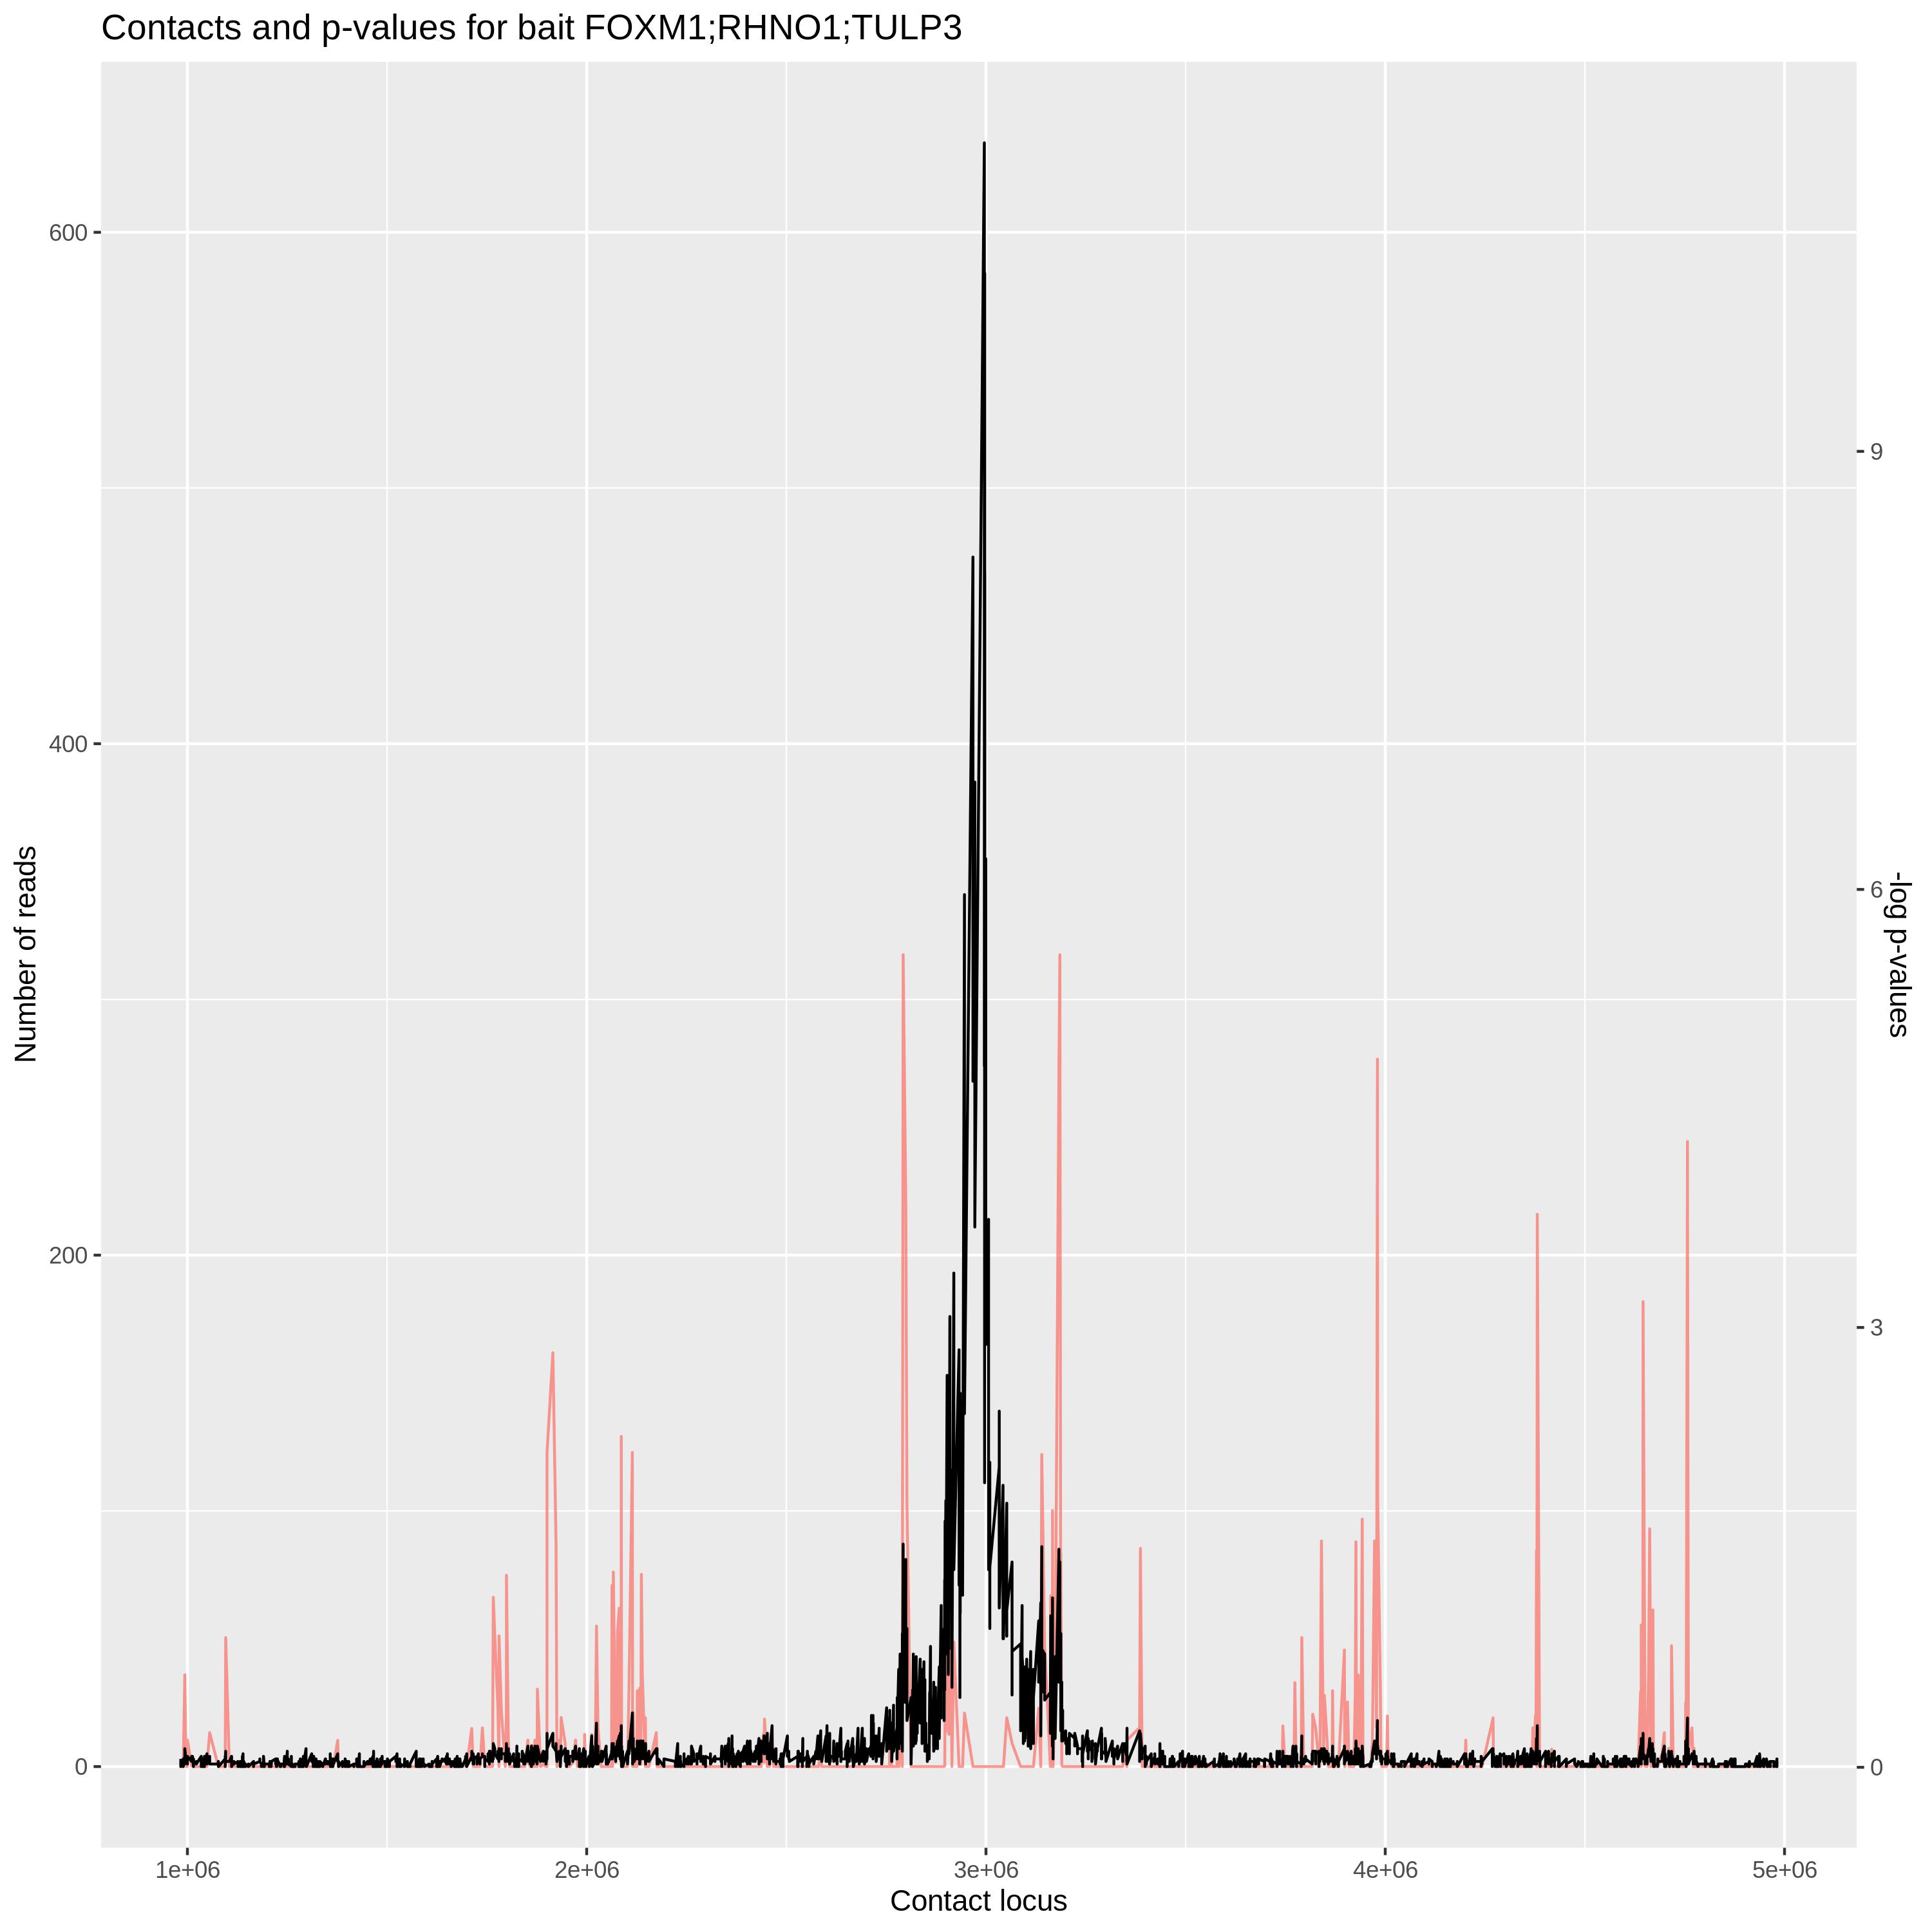 Contacts and p-values for bait FOXM1;RHNO1;TULP3
600
400
200
0
Number of reads
9
6
3
0
-log p-values
1e+06
2e+06
3e+06
4e+06
5e+06
Contact locus